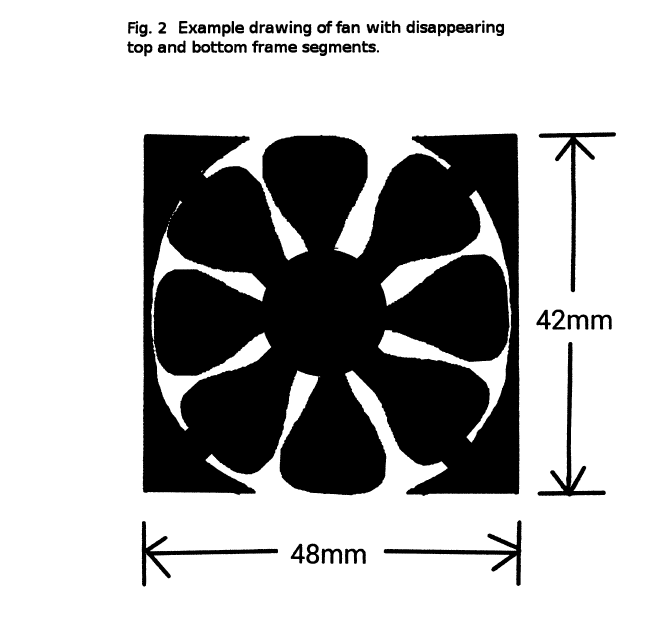 Fig. 2 Example drawing of fan with disappearing
top and bottom frame segments.
42mm
48mm